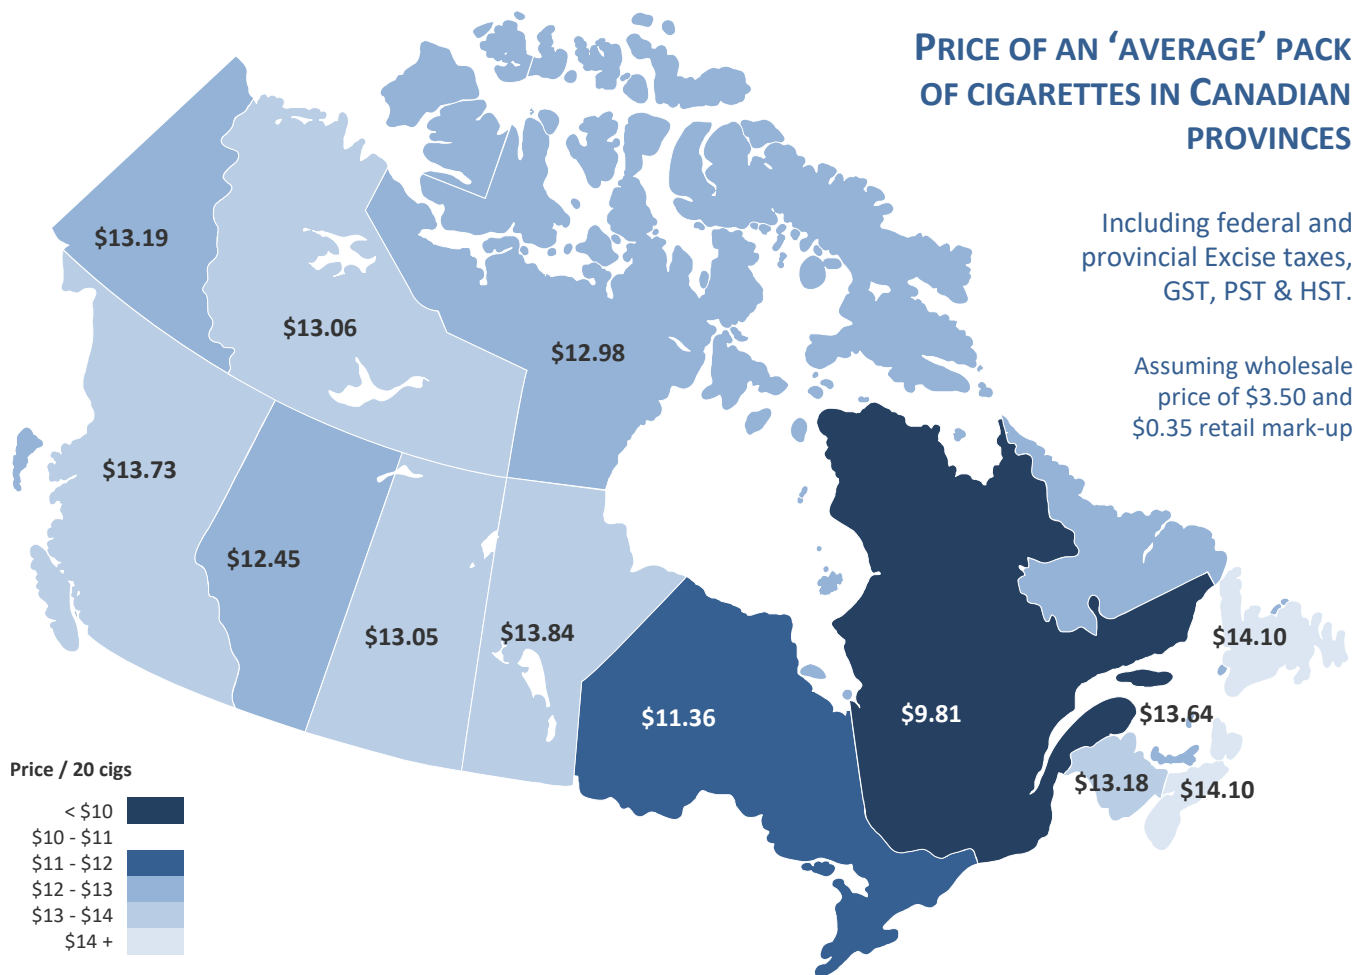 PRICE OF AN ‘AVERAGE’ PACK
OF CIGARETTES IN CANADIAN
PROVINCES
Including federal and
provincial Excise taxes,
GST, PST & HST.
Assuming wholesale
price of $3.50 and
$0.35 retail mark-up
$13.19
$13.06
$12.98
$13.73
$12.45
$13.05
$13.84
$11.36
$9.81
$14.10
$13.64
$13.18
$14.10
Price / 20 cigs
< $10
$10 - $11
$11 - $12
$12 - $13
$13 - $14
$14 +